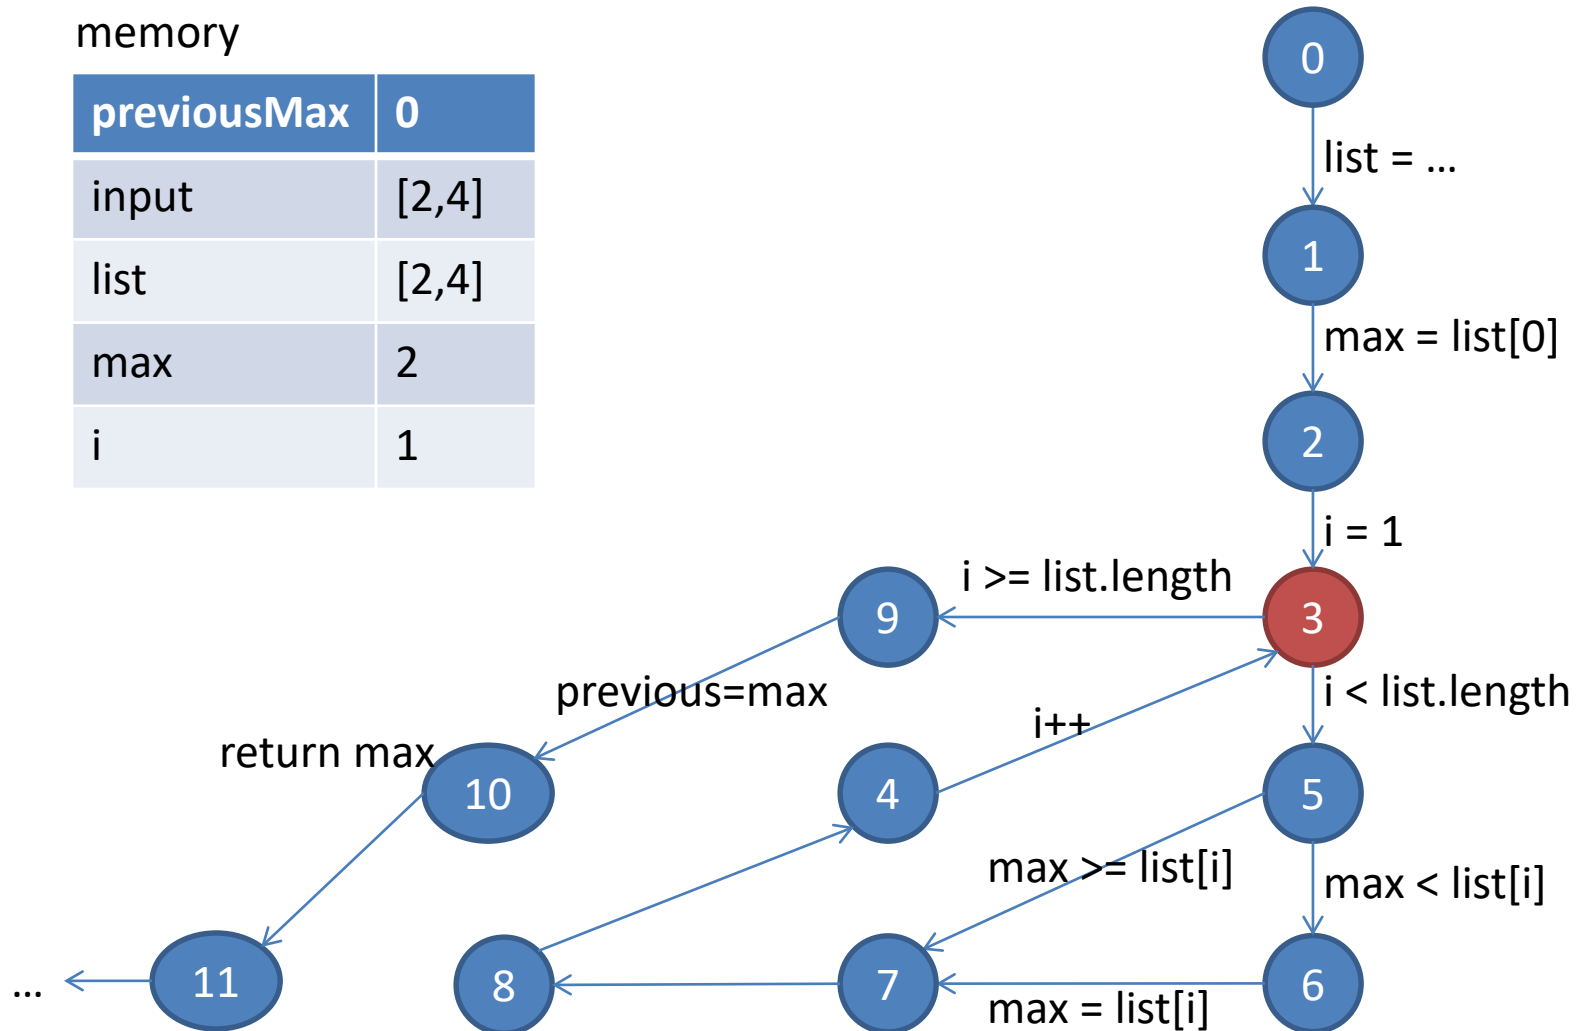 memory
previousMax 0
input [2,4]
list [2,4]
max 2
i 1
0
list = ...
1
max = list[0]
2
i = 1
i >= list.length
9
3
previous=max
i < list.length
i++
return max
10
4
5
max >= list[i]
max < list[i]
...
11
8
7
6
max = list[i]